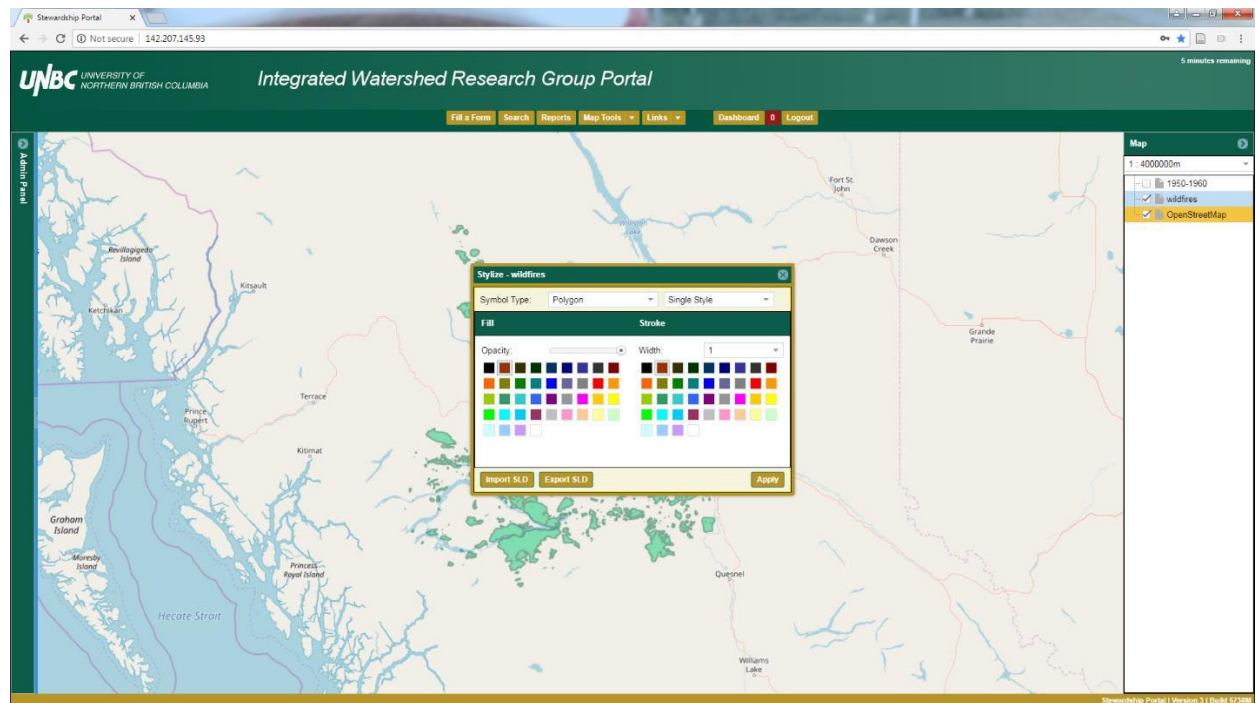 Stewardship Portal
Not secure | 142.207.145.93
5 minutes remaining
UNBC UNIVERSITY OF NORTHERN BRITISH COLUMBIA
Integrated Watershed Research Group Portal
Fill a Form Search Reports Map Tools Links Dashboard 0 Logout
Admin Panel
Map
1 : 4000000m
1950-1960
wildfires
OpenStreetMap
Fort St. John
Dawson Creek
Revillagigedo Island
Kitsault
Ketchikan
Grande Prairie
Terrace
Prince Rupert
Kitimat
Graham Island
Moresby Island
Princess Royal Island
Hecate Strait
Quesnel
Williams Lake
Stylize - wildfires
Symbol Type: Polygon Single Style
Fill Stroke
Opacity: Width: 1
Import SLD Export SLD Apply
Stewardship Portal | Version 3 | Build 6738M